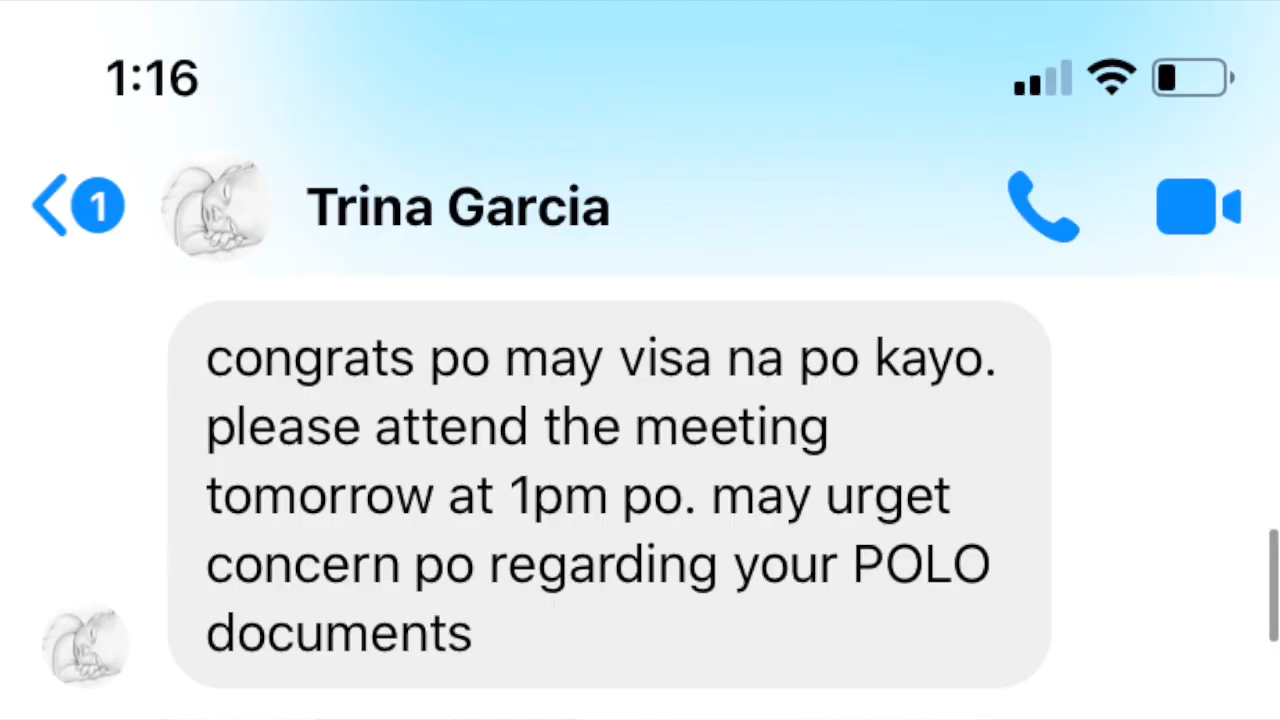 1:16
1
Trina Garcia
congrats po may visa na po kayo.
please attend the meeting
tomorrow at 1pm po. may urget
concern po regarding your POLO
documents